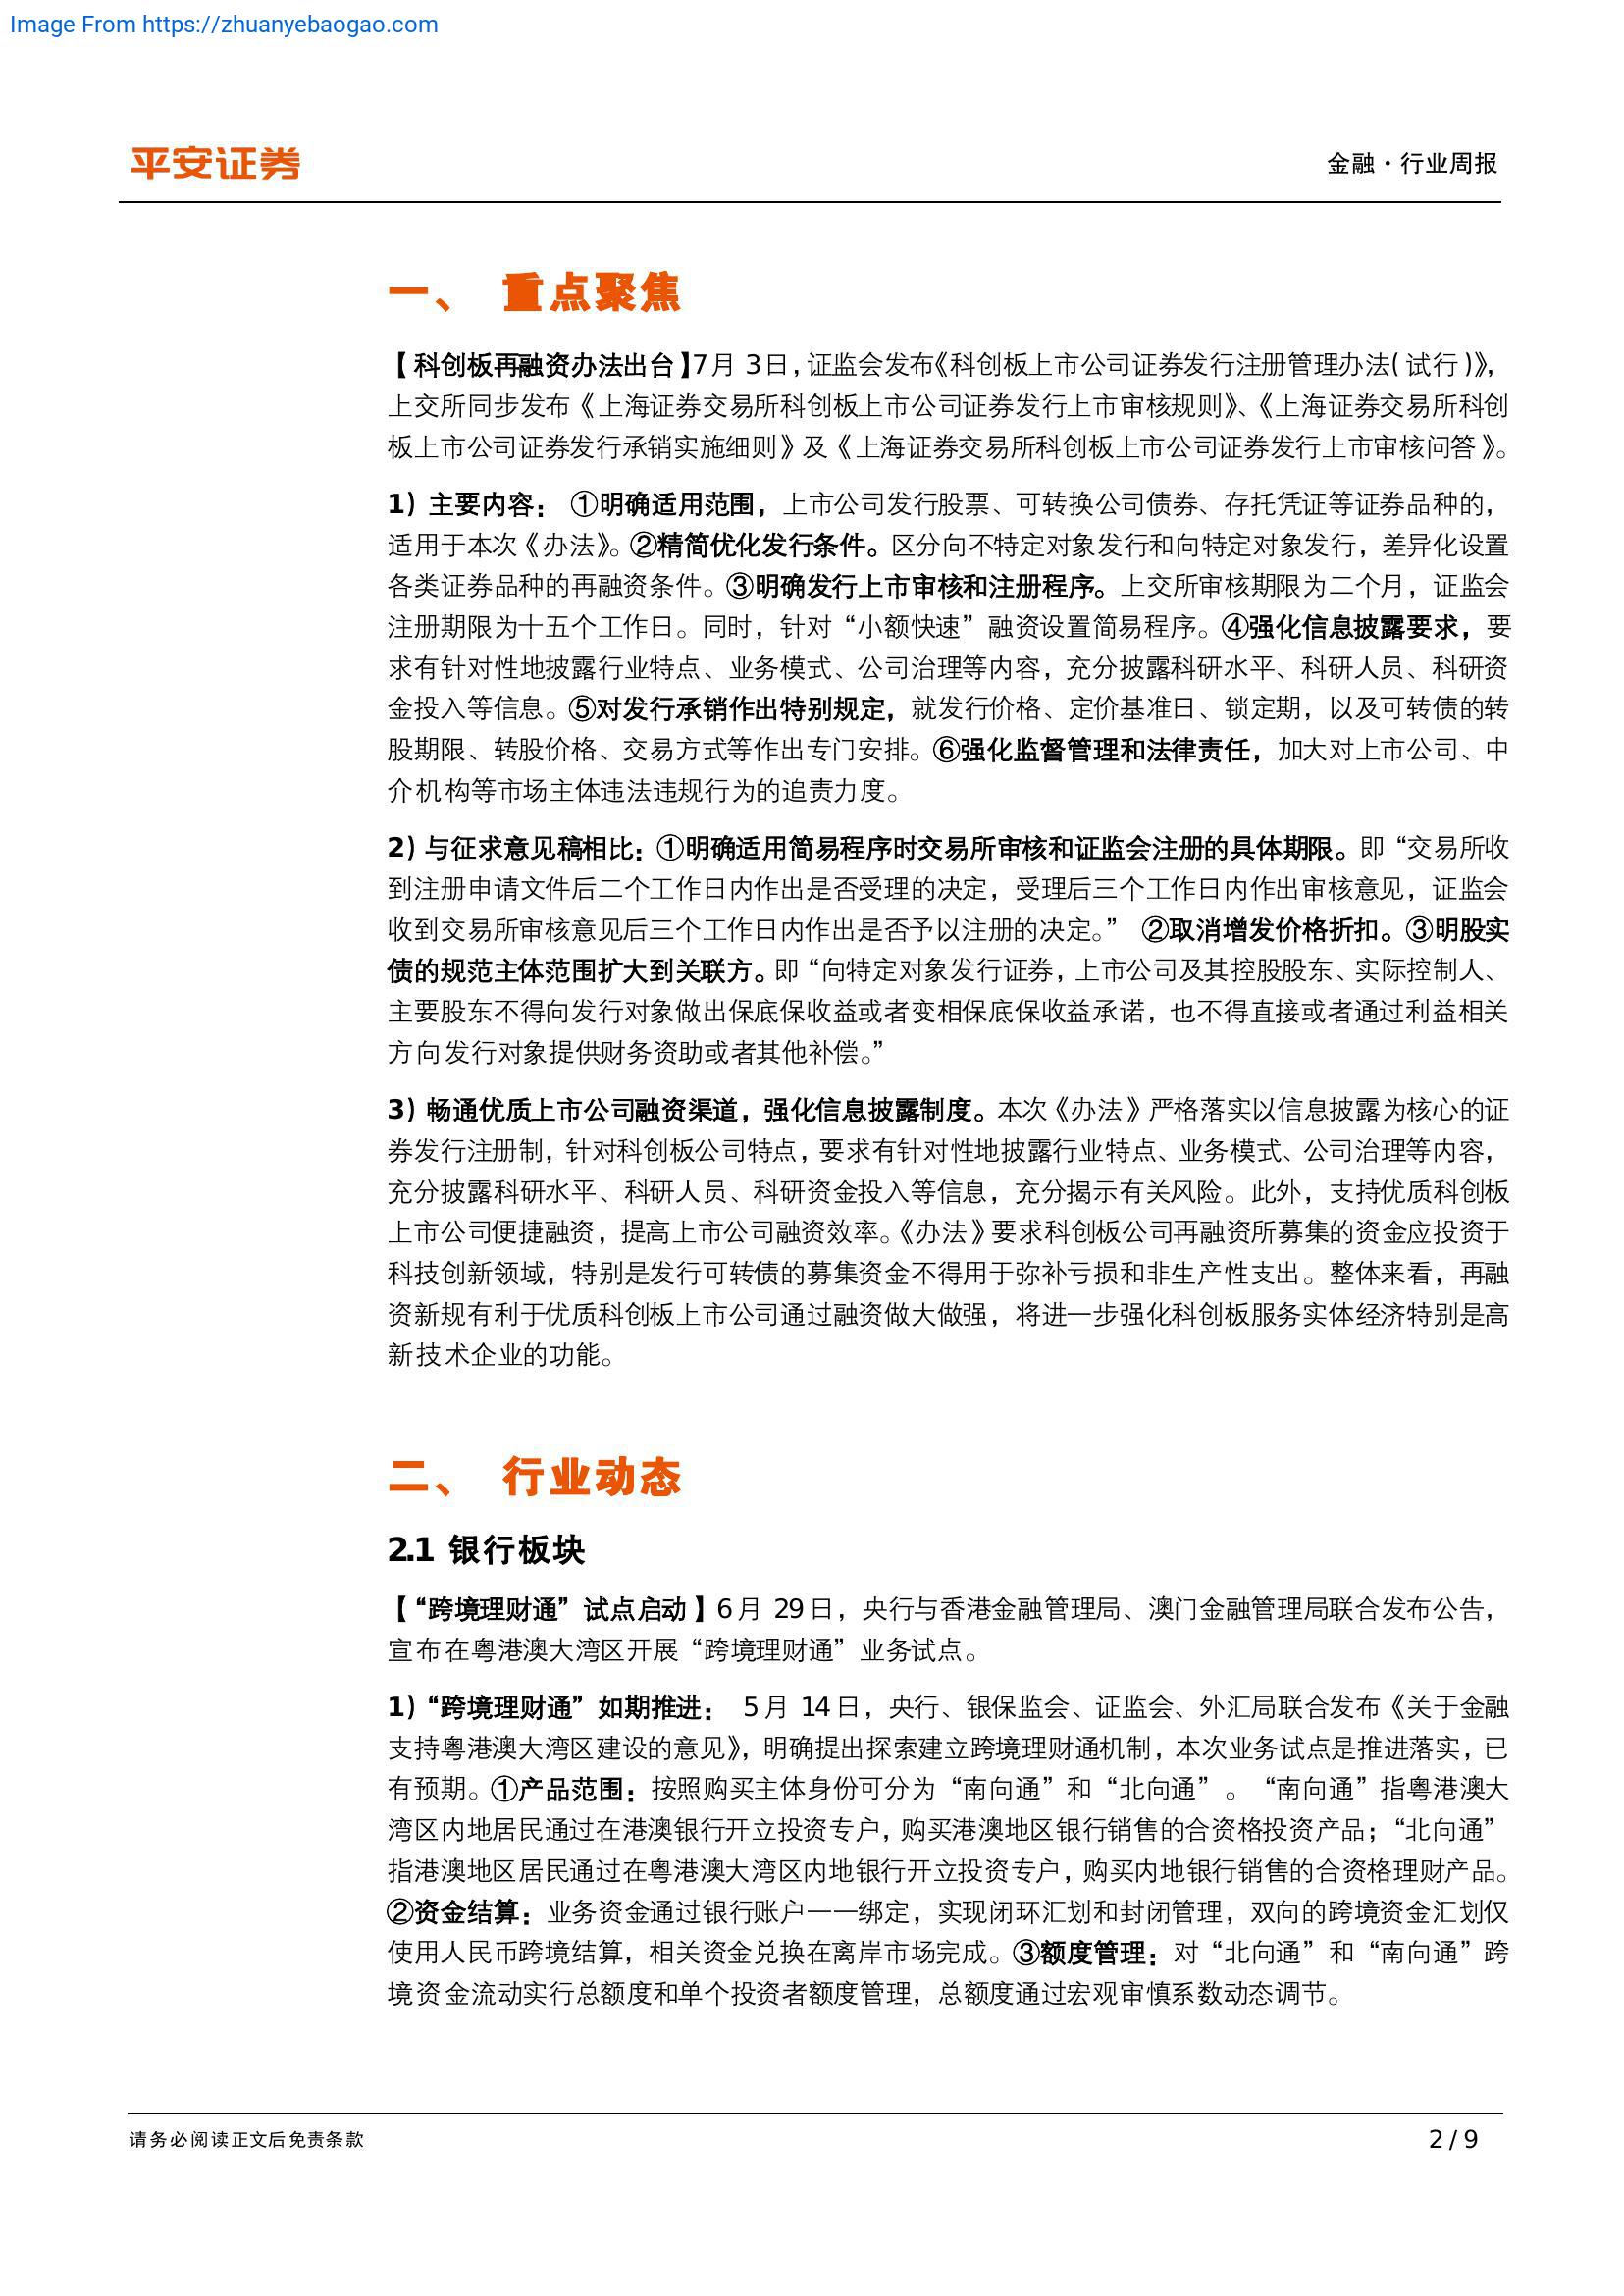 Image From https://zhuanyebaogao.com
平安证券
金融·行业周报
一、 重点聚焦
【科创板再融资办法出台】7月 3日，证监会发布《科创板上市公司证券发行注册管理办法(试行)》，
上交所同步发布《上海证券交易所科创板上市公司证券发行上市审核规则》、《上海证券交易所科创
板上市公司证券发行承销实施细则》及《上海证券交易所科创板上市公司证券发行上市审核问答》。
1）主要内容：①明确适用范围，上市公司发行股票、可转换公司债券、存托凭证等证券品种的，
适用于本次《办法》。②精简优化发行条件。区分向不特定对象发行和向特定对象发行，差异化设置
各类证券品种的再融资条件。③明确发行上市审核和注册程序。上交所审核期限为二个月，证监会
注册期限为十五个工作日。同时，针对“小额快速”融资设置简易程序。④强化信息披露要求，要
求有针对性地披露行业特点、业务模式、公司治理等内容，充分披露科研水平、科研人员、科研资
金投入等信息。⑤对发行承销作出特别规定，就发行价格、定价基准日、锁定期，以及可转债的转
股期限、转股价格、交易方式等作出专门安排。⑥强化监督管理和法律责任，加大对上市公司、中
介机构等市场主体违法违规行为的追责力度。
2）与征求意见稿相比：①明确适用简易程序时交易所审核和证监会注册的具体期限。即“交易所收
到注册申请文件后二个工作日内作出是否受理的决定，受理后三个工作日内作出审核意见，证监会
收到交易所审核意见后三个工作日内作出是否予以注册的决定。” ②取消增发价格折扣。③明股实
债的规范主体范围扩大到关联方。即“向特定对象发行证券，上市公司及其控股股东、实际控制人、
主要股东不得向发行对象做出保底保收益或者变相保底保收益承诺，也不得直接或者通过利益相关
方向发行对象提供财务资助或者其他补偿。”
3）畅通优质上市公司融资渠道，强化信息披露制度。本次《办法》严格落实以信息披露为核心的证
券发行注册制，针对科创板公司特点，要求有针对性地披露行业特点、业务模式、公司治理等内容，
充分披露科研水平、科研人员、科研资金投入等信息，充分揭示有关风险。此外，支持优质科创板
上市公司便捷融资，提高上市公司融资效率。《办法》要求科创板公司再融资所募集的资金应投资于
科技创新领域，特别是发行可转债的募集资金不得用于弥补亏损和非生产性支出。整体来看，再融
资新规有利于优质科创板上市公司通过融资做大做强，将进一步强化科创板服务实体经济特别是高
新技术企业的功能。
二、 行业动态
2.1 银行板块
【“跨境理财通”试点启动】6月 29日，央行与香港金融管理局、澳门金融管理局联合发布公告，
宣布在粤港澳大湾区开展“跨境理财通”业务试点。
1）“跨境理财通”如期推进： 5月 14日，央行、银保监会、证监会、外汇局联合发布《关于金融
支持粤港澳大湾区建设的意见》，明确提出探索建立跨境理财通机制，本次业务试点是推进落实，已
有预期。①产品范围：按照购买主体身份可分为“南向通”和“北向通”。“南向通”指粤港澳大
湾区内地居民通过在港澳银行开立投资专户，购买港澳地区银行销售的合资格投资产品；“北向通”
指港澳地区居民通过在粤港澳大湾区内地银行开立投资专户，购买内地银行销售的合资格理财产品。
②资金结算：业务资金通过银行账户一一绑定，实现闭环汇划和封闭管理，双向的跨境资金汇划仅
使用人民币跨境结算，相关资金兑换在离岸市场完成。③额度管理：对“北向通”和“南向通”跨
境资金流动实行总额度和单个投资者额度管理，总额度通过宏观审慎系数动态调节。
请务必阅读正文后免责条款
2 / 9